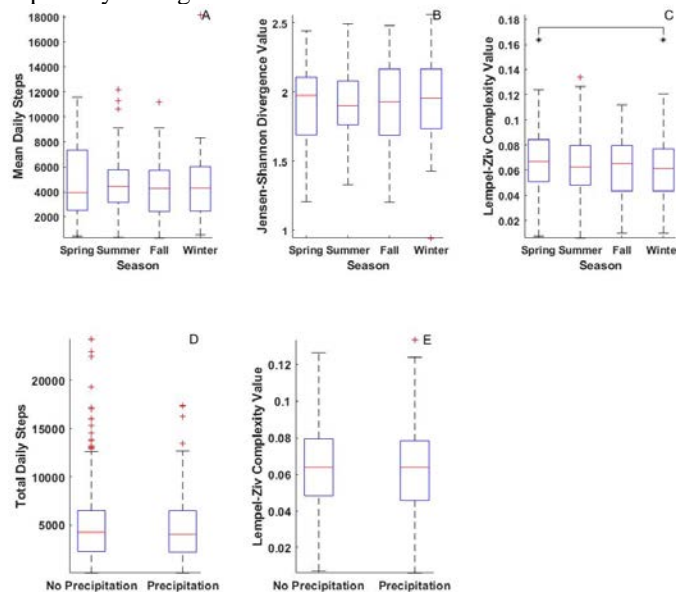 A
18000
16000
14000
12000
10000
8000
6000
4000
2000
Mean Daily Steps
Spring Summer Fall Winter
Season
B
2.5
2
1.5
1
Jensen-Shannon Divergence Value
Spring Summer Fall Winter
Season
C
0.18
0.16
0.14
0.12
0.10
0.08
0.06
0.04
0.02
Lempel-Ziv Complexity Value
* *
Spring Summer Fall Winter
Season
D
20000
15000
10000
5000
Total Daily Steps
No Precipitation Precipitation
E
0.12
0.1
0.08
0.06
0.04
0.02
Lempel-Ziv Complexity Value
No Precipitation Precipitation